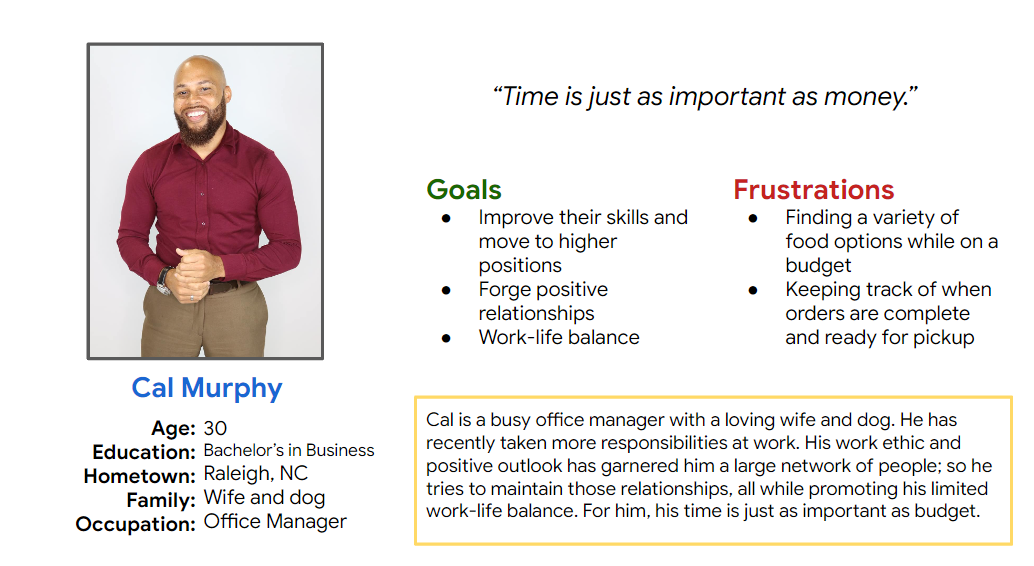 “Time is just as important as money.”
Goals
● Improve their skills and
move to higher
positions
● Forge positive
relationships
● Work-life balance
Frustrations
● Finding a variety of
food options while on a
budget
● Keeping track of when
orders are complete
and ready for pickup
Cal Murphy
Age: 30
Education: Bachelor’s in Business
Hometown: Raleigh, NC
Family: Wife and dog
Occupation: Office Manager
Cal is a busy office manager with a loving wife and dog. He has
recently taken more responsibilities at work. His work ethic and
positive outlook has garnered him a large network of people; so he
tries to maintain those relationships, all while promoting his limited
work-life balance. For him, his time is just as important as budget.